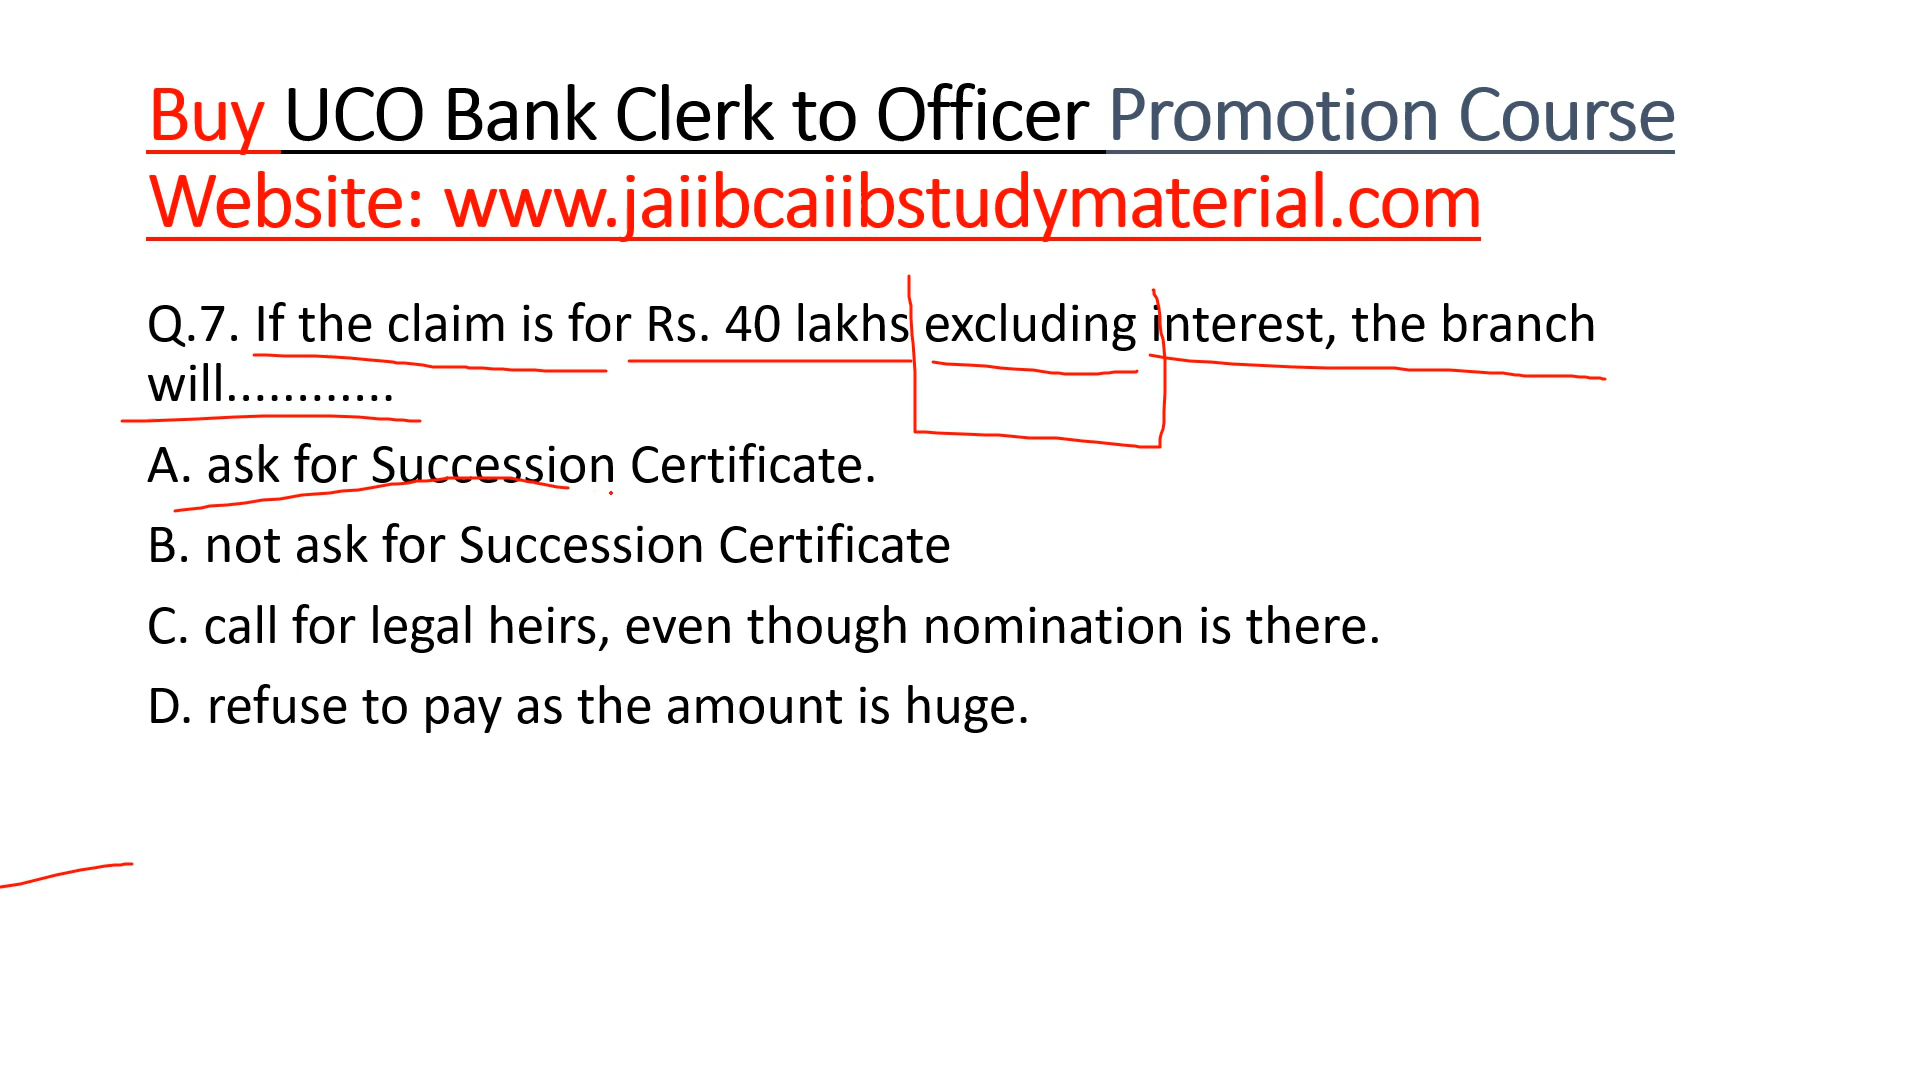 Buy UCO Bank Clerk to Officer Promotion Course
Website: www.jaiibcaiibstudymaterial.com
Q.7. If the claim is for Rs. 40 lakhs excluding interest, the branch
will............
A. ask for Succession Certificate.
B. not ask for Succession Certificate
C. call for legal heirs, even though nomination is there.
D. refuse to pay as the amount is huge.